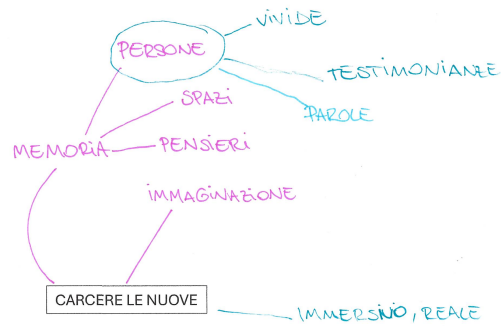 VIVIDE
PERSONE
TESTIMONIANZE
SPAZI
PAROLE
MEMORIA
PENSIERI
IMMAGINAZIONE
CARCERE LE NUOVE
IMMERSIVO, REALE